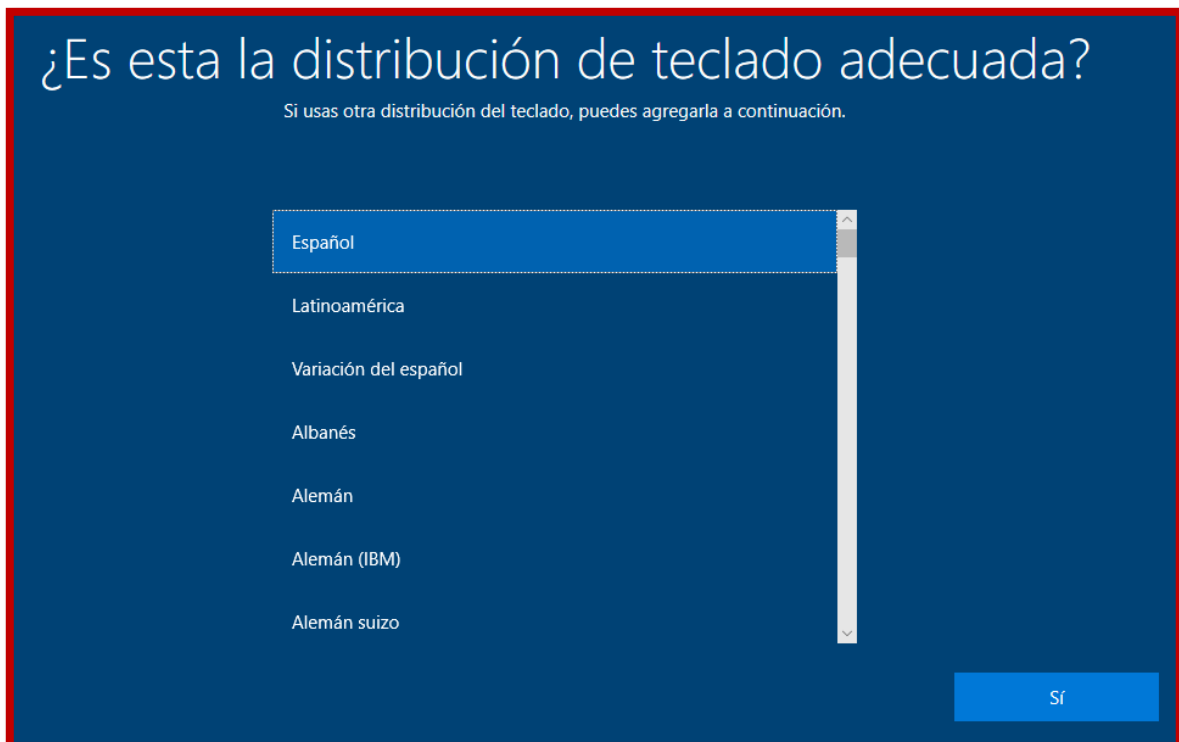 ¿Es esta la distribución de teclado adecuada?
Si usas otra distribución del teclado, puedes agregarla a continuación.
Español
Latinoamérica
Variación del español
Albanés
Alemán
Alemán (IBM)
Alemán suizo
Sí